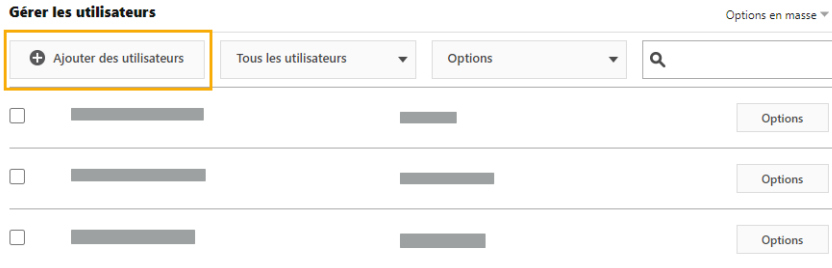 Gérer les utilisateurs
Options en masse
Ajouter des utilisateurs
Tous les utilisateurs
Options
Options
Options
Options